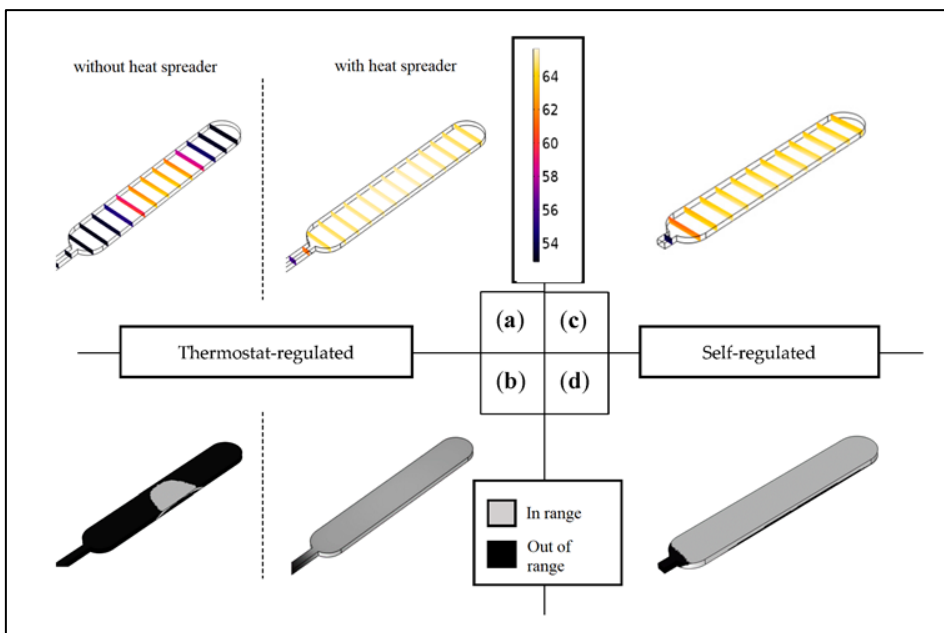 without heat spreader
with heat spreader
64
62
60
58
56
54
(a)
(c)
Thermostat-regulated
Self-regulated
(b)
(d)
In range
Out of
range